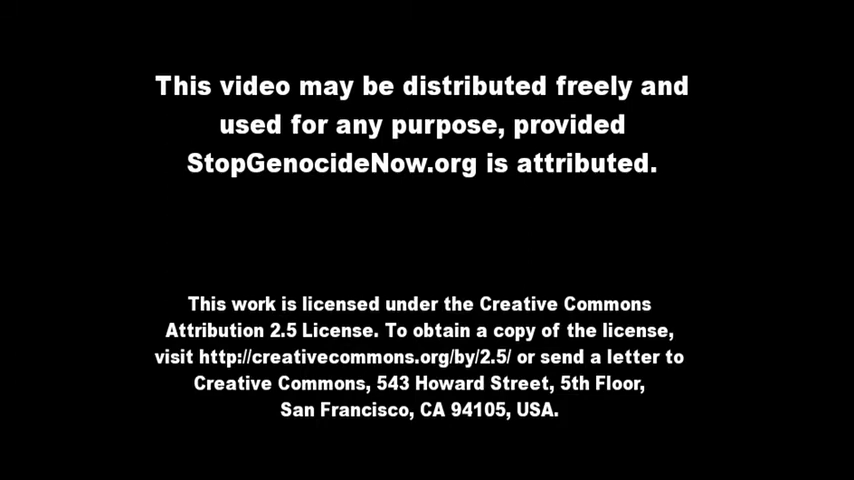 This video may be distributed freely and
used for any purpose, provided
StopGenocideNow.org is attributed.
This work is licensed under the Creative Commons
Attribution 2.5 License. To obtain a copy of the license,
visit http://creativecommons.org/by/2.5/ or send a letter to
Creative Commons, 543 Howard Street, 5th Floor,
San Francisco, CA 94105, USA.